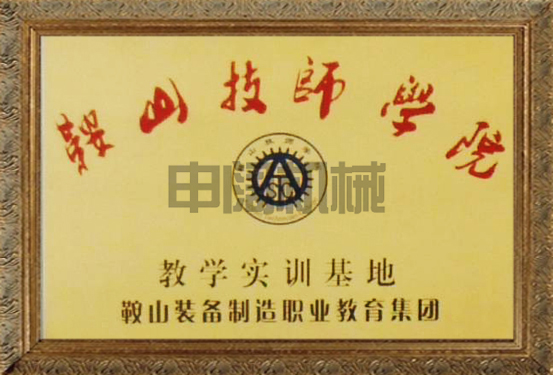 鞍山技師學院
教学实训基地
鞍山装备制造职业教育集团